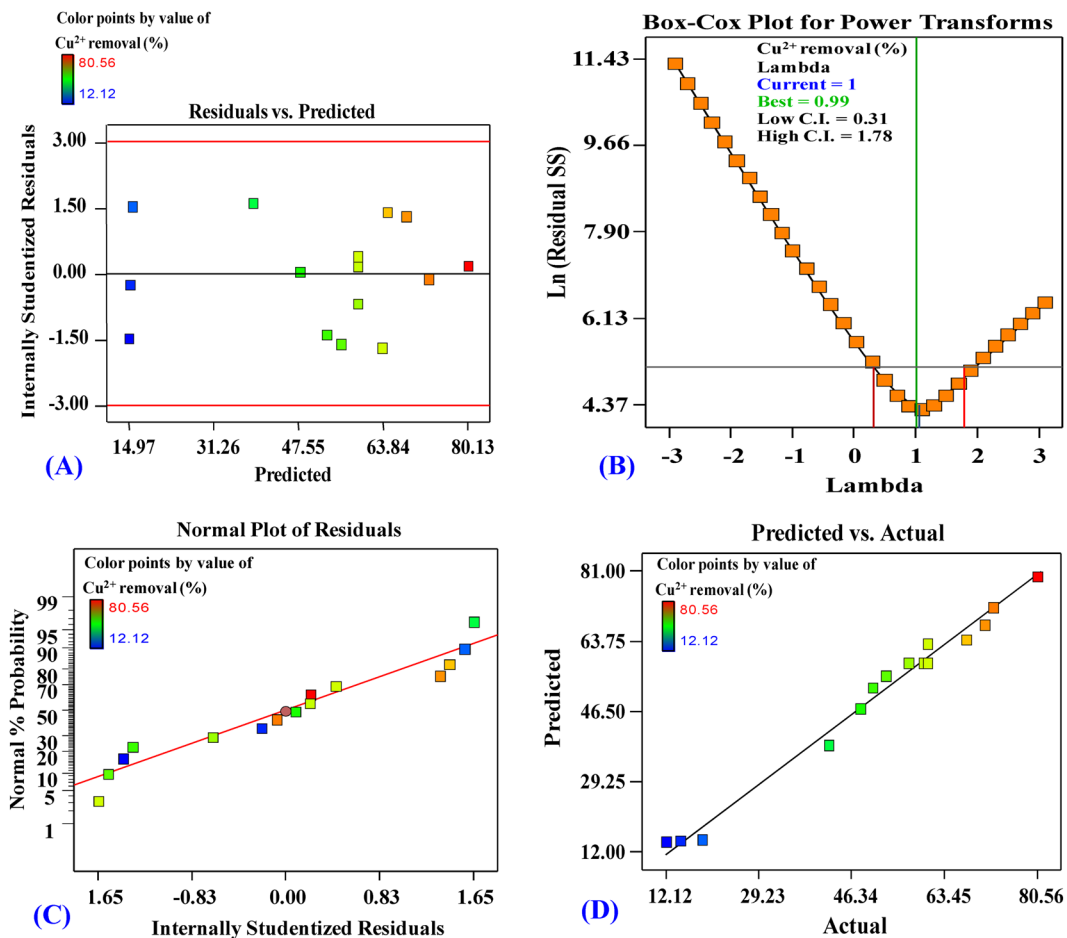 Color points by value of
Cu²⁺ removal (%)
80.56
12.12
Residuals vs. Predicted
Internally Studentized Residuals
3.00
1.50
0.00
-1.50
-3.00
14.97 31.26 47.55 63.84 80.13
Predicted
(A)
Box-Cox Plot for Power Transforms
Cu²⁺ removal (%)
Lambda
Current = 1
Best = 0.99
Low C.I. = 0.31
High C.I. = 1.78
Ln (Residual SS)
11.43
9.66
7.90
6.13
4.37
-3 -2 -1 0 1 2 3
Lambda
(B)
Normal Plot of Residuals
Color points by value of
Cu²⁺ removal (%)
80.56
12.12
Normal % Probability
99
95
90
80
70
50
30
20
10
5
1
1.65 -0.83 0.00 0.83 1.65
Internally Studentized Residuals
(C)
Predicted vs. Actual
Color points by value of
Cu²⁺ removal (%)
80.56
12.12
Predicted
81.00
63.75
46.50
29.25
12.00
12.12 29.23 46.34 63.45 80.56
Actual
(D)